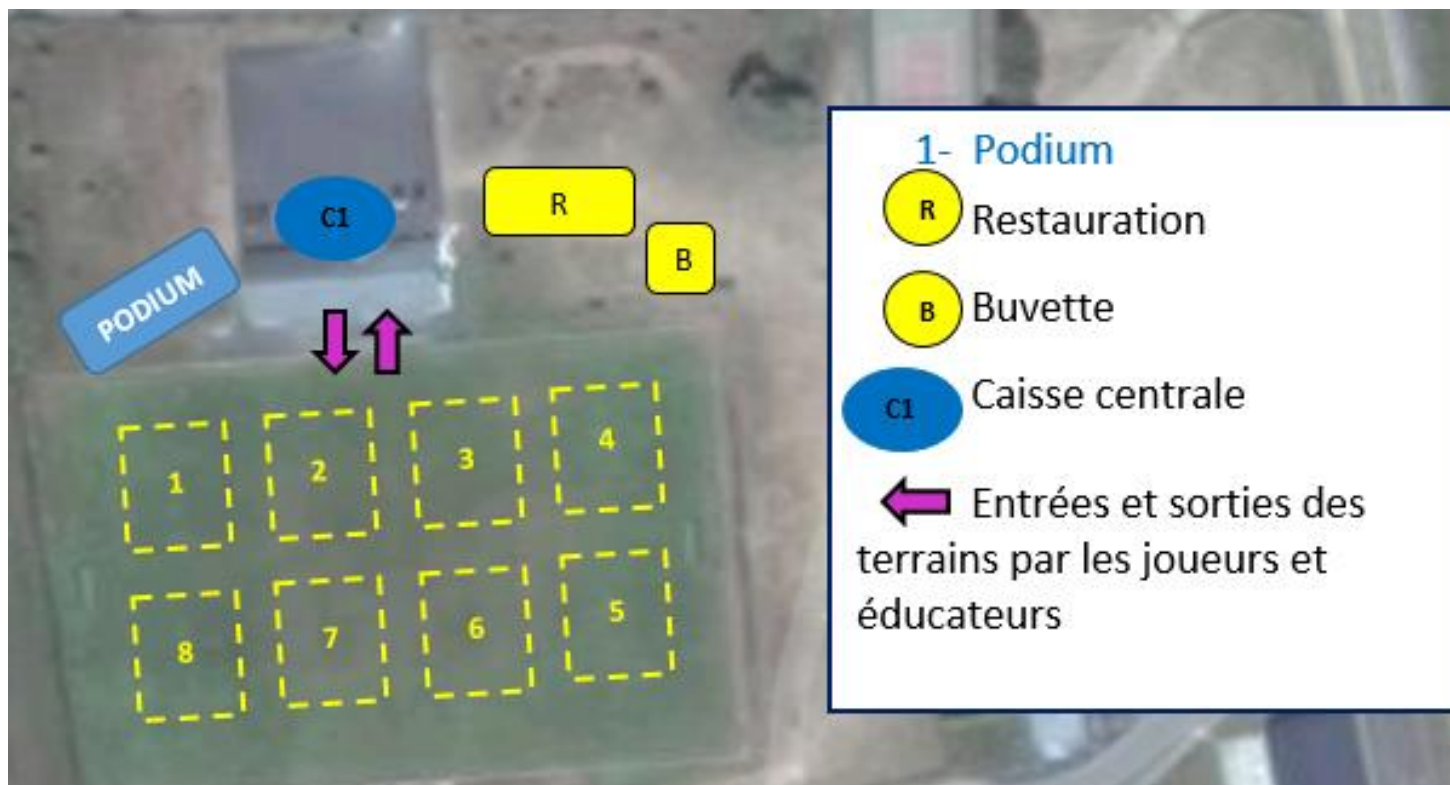 C1
R
B
PODIUM
1
2
3
4
8
7
6
5
1- Podium
R Restauration
B Buvette
C1 Caisse centrale
Entrées et sorties des
terrains par les joueurs et
éducateurs